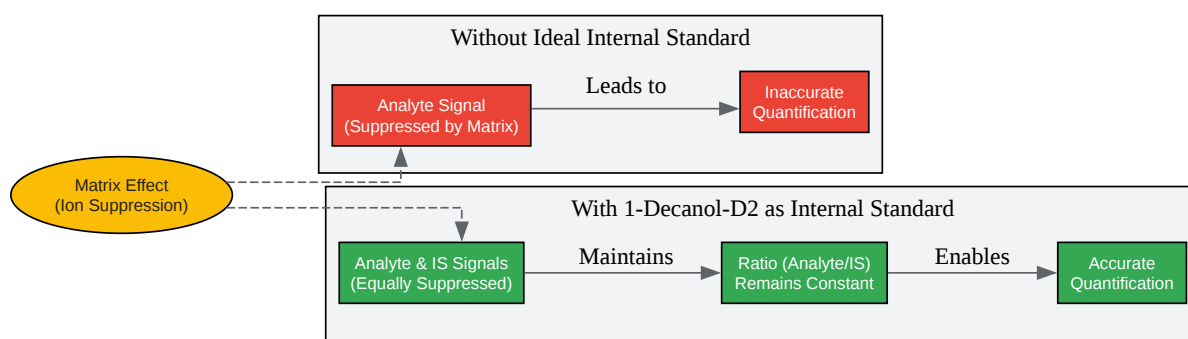 Without Ideal Internal Standard
Analyte Signal
(Suppressed by Matrix)
Leads to
Inaccurate
Quantification
Matrix Effect
(Ion Suppression)
With 1-Decanol-D2 as Internal Standard
Analyte & IS Signals
(Equally Suppressed)
Maintains
Ratio (Analyte/IS)
Remains Constant
Enables
Accurate
Quantification